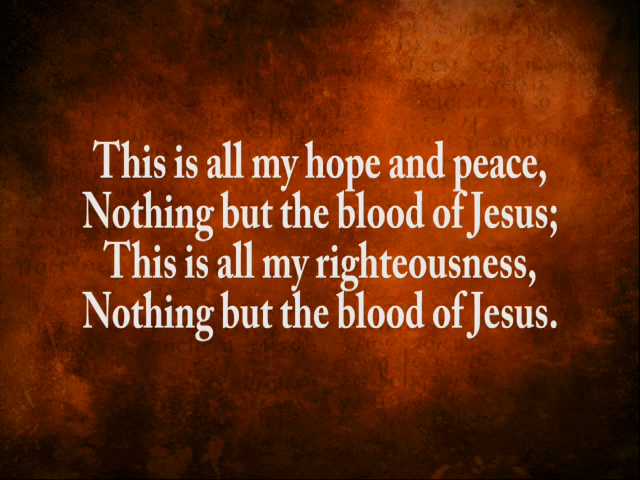 This is all my hope and peace,
Nothing but the blood of Jesus;
This is all my righteousness,
Nothing but the blood of Jesus.